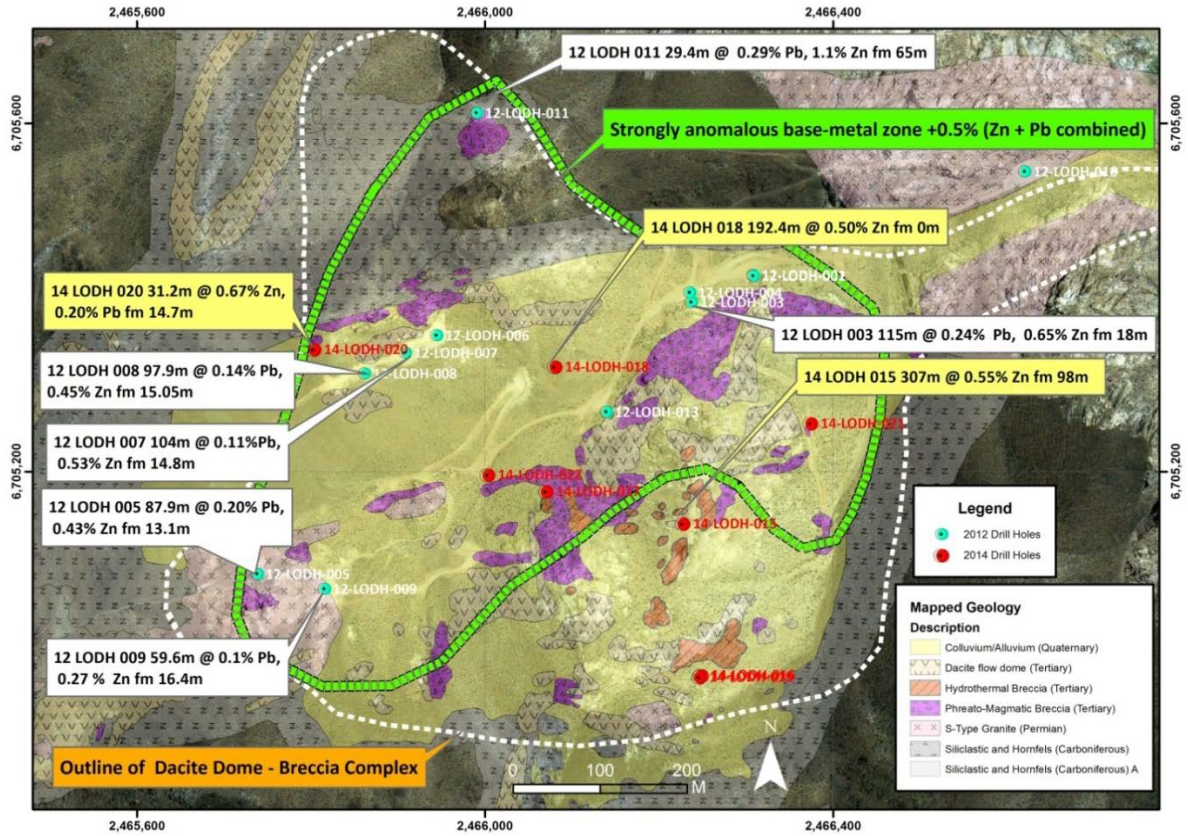 2,465,600
2,466,000
2,466,400
12 LODH 011 29.4m @ 0.29% Pb, 1.1% Zn fm 65m
6,705,600
6,705,600
12-LODH-011
Strongly anomalous base-metal zone +0.5% (Zn + Pb combined)
12-LODH-010
14 LODH 018 192.4m @ 0.50% Zn fm 0m
14 LODH 020 31.2m @ 0.67% Zn,
0.20% Pb fm 14.7m
12-LODH-004
12-LODH-003
12-LODH-006
12 LODH 003 115m @ 0.24% Pb, 0.65% Zn fm 18m
14-LODH-020
12-LODH-007
12 LODH 008 97.9m @ 0.14% Pb,
0.45% Zn fm 15.05m
12-LODH-008
14-LODH-018
14 LODH 015 307m @ 0.55% Zn fm 98m
12-LODH-013
14-LODH-021
12 LODH 007 104m @ 0.11%Pb,
0.53% Zn fm 14.8m
6,705,200
6,705,200
14-LODH-022
12 LODH 005 87.9m @ 0.20% Pb,
0.43% Zn fm 13.1m
14-LODH-015
Legend
2012 Drill Holes
2014 Drill Holes
12-LODH-005
12-LODH-009
12 LODH 009 59.6m @ 0.1% Pb,
0.27 % Zn fm 16.4m
Mapped Geology
Description
Colluvium/Alluvium (Quaternary)
Dacite flow dome (Tertiary)
Hydrothermal Breccia (Tertiary)
Phreato-Magmatic Breccia (Tertiary)
S-Type Granite (Permian)
Siliclastic and Hornfels (Carboniferous)
Siliclastic and Hornfels (Carboniferous) A
Outline of Dacite Dome - Breccia Complex
N
0 100 200
M
2,465,600
2,466,000
2,466,400